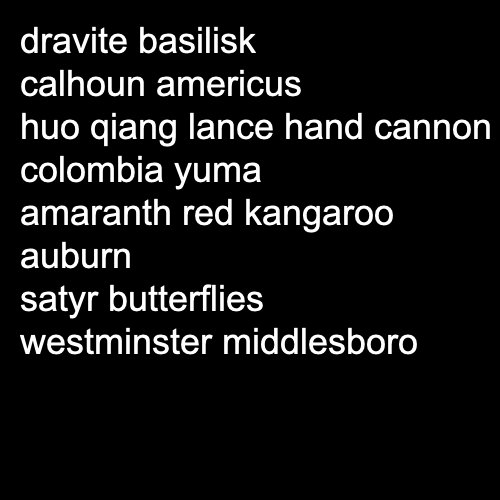 dravite basilisk
calhoun americus
huo qiang lance hand cannon
colombia yuma
amaranth red kangaroo
auburn
satyr butterflies
westminster middlesboro